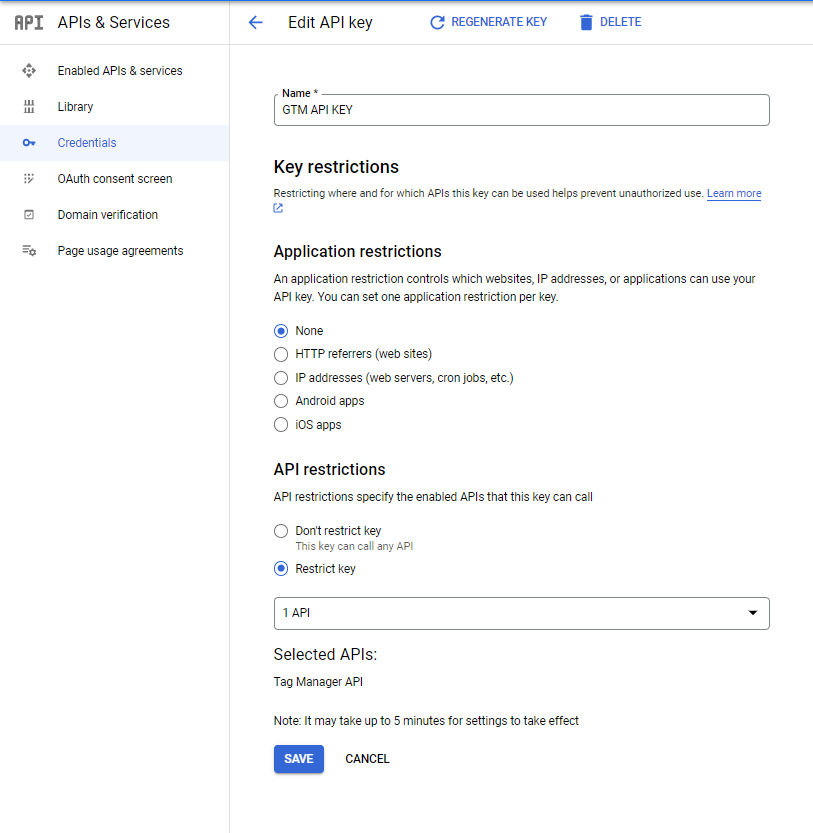 API APIs & Services
Edit API key
REGENERATE KEY
DELETE
Enabled APIs & services
Library
Credentials
OAuth consent screen
Domain verification
Page usage agreements
Name *
GTM API KEY
Key restrictions
Restricting where and for which APIs this key can be used helps prevent unauthorized use. Learn more
Application restrictions
An application restriction controls which websites, IP addresses, or applications can use your
API key. You can set one application restriction per key.
None
HTTP referrers (web sites)
IP addresses (web servers, cron jobs, etc.)
Android apps
iOS apps
API restrictions
API restrictions specify the enabled APIs that this key can call
Don't restrict key
This key can call any API
Restrict key
1 API
Selected APIs:
Tag Manager API
Note: It may take up to 5 minutes for settings to take effect
SAVE
CANCEL